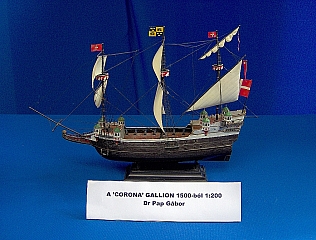 A 'CORONA' GALLION 1500-ból 1:200
Dr Pap Gábor